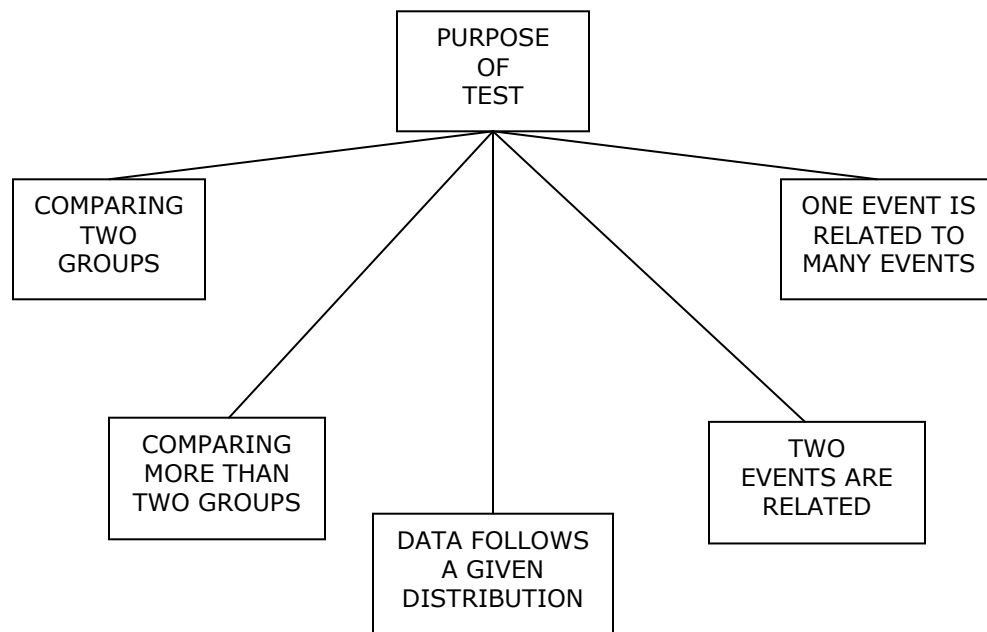 PURPOSE
OF
TEST
COMPARING
TWO
GROUPS
ONE EVENT IS
RELATED TO
MANY EVENTS
COMPARING
MORE THAN
TWO GROUPS
TWO
EVENTS ARE
RELATED
DATA FOLLOWS
A GIVEN
DISTRIBUTION